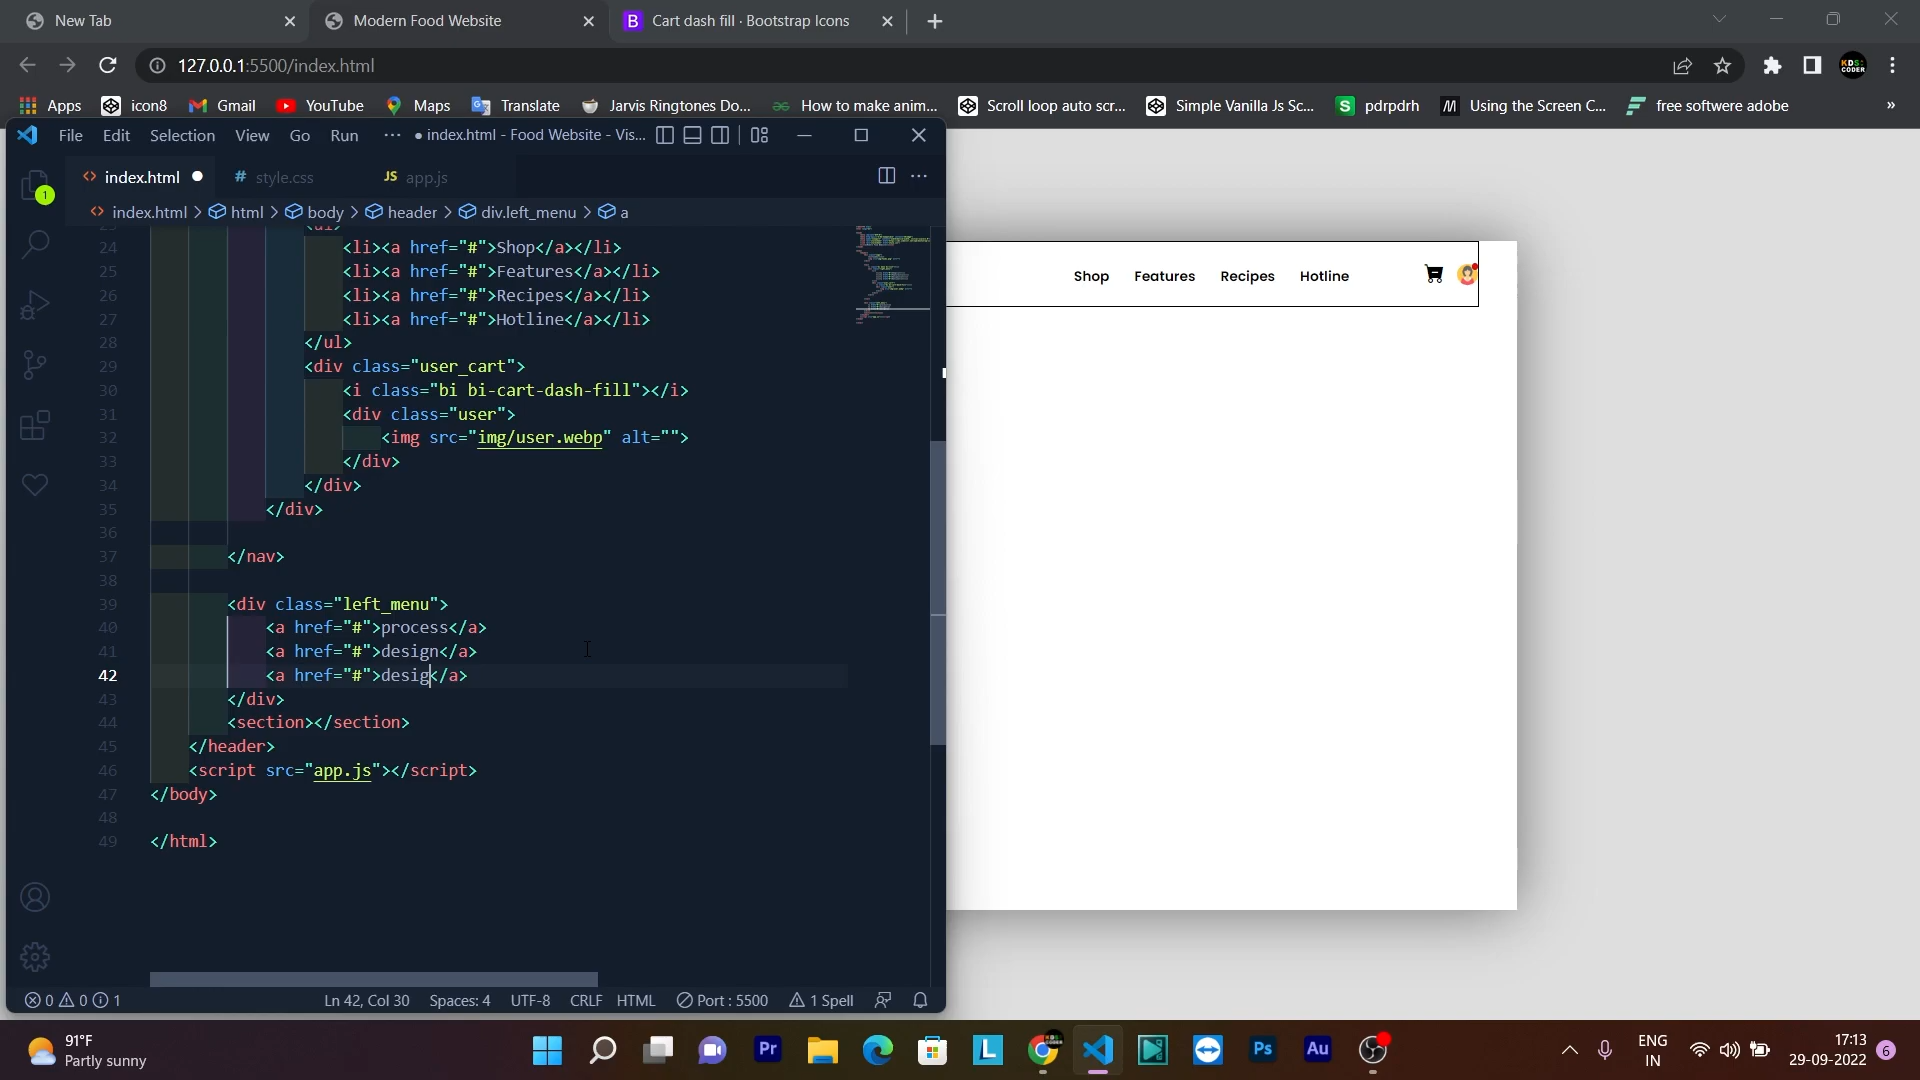 New Tab
Modern Food Website
Cart dash fill · Bootstrap Icons
127.0.0.1:5500/index.html
Apps
icon8
Gmail
YouTube
Maps
Translate
Jarvis Ringtones Do...
How to make anim...
Scroll loop auto scr...
Simple Vanilla Js Sc...
pdrpdrh
Using the Screen C...
free softwere adobe
»
File Edit Selection View Go Run ··· ● index.html - Food Website - Vis...
index.html
# style.css
JS app.js
index.html > html > body > header > div.left_menu > a
24 <li><a href="#">Shop</a></li>
25 <li><a href="#">Features</a></li>
26 <li><a href="#">Recipes</a></li>
27 <li><a href="#">Hotline</a></li>
28 </ul>
29 <div class="user_cart">
30 <i class="bi bi-cart-dash-fill"></i>
31 <div class="user">
32 <img src="img/user.webp" alt="">
33 </div>
34 </div>
35 </div>
36
37 </nav>
38
39 <div class="left_menu">
40 <a href="#">process</a>
41 <a href="#">design</a>
42 <a href="#">desig</a>
43 </div>
44 <section></section>
45 </header>
46 <script src="app.js"></script>
47 </body>
48
49 </html>
1
Shop Features Recipes Hotline
0 0 1
Ln 42, Col 30 Spaces: 4 UTF-8 CRLF HTML Port : 5500 1 Spell
91°F
Partly sunny
Pr
L
Ps
Au
ENG
IN
17:13
29-09-2022
6